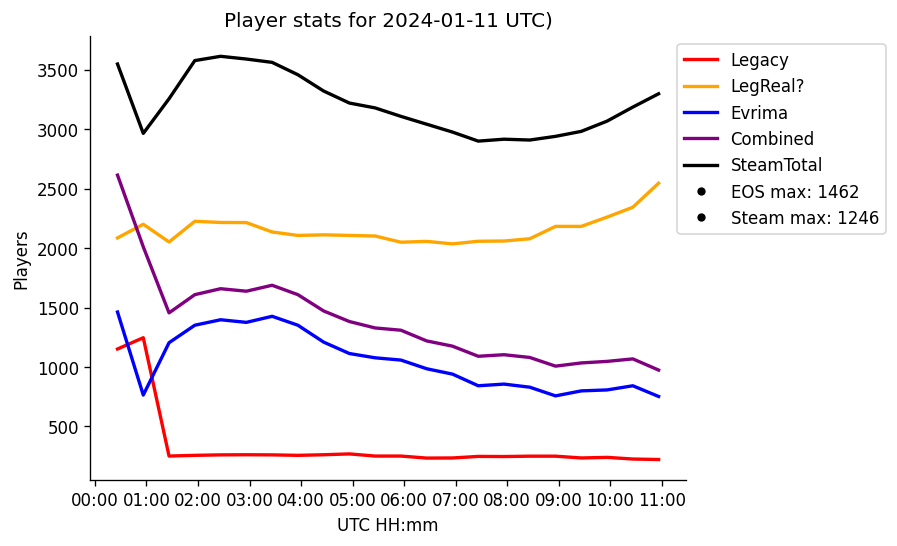 Player stats for 2024-01-11 UTC)
Players
3500
3000
2500
2000
1500
1000
500
00:00 01:00 02:00 03:00 04:00 05:00 06:00 07:00 08:00 09:00 10:00 11:00
UTC HH:mm
Legacy
LegReal?
Evrima
Combined
SteamTotal
EOS max: 1462
Steam max: 1246